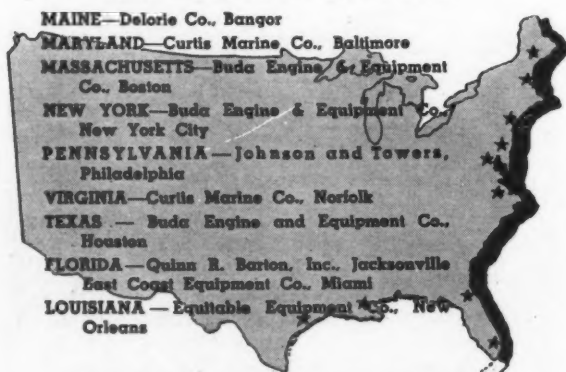 MAINE—Delorie Co., Bangor
MARYLAND—Curtis Marine Co., Baltimore
MASSACHUSETTS—Buda Engine & Equipment
Co., Boston
NEW YORK—Buda Engine & Equipment Co.,
New York City
PENNSYLVANIA—Johnson and Towers,
Philadelphia
VIRGINIA—Curtis Marine Co., Norfolk
TEXAS — Buda Engine and Equipment Co.,
Houston
FLORIDA—Quinn R. Barton, Inc., Jacksonville
East Coast Equipment Co., Miami
LOUISIANA—Equitable Equipment Co., New
Orleans